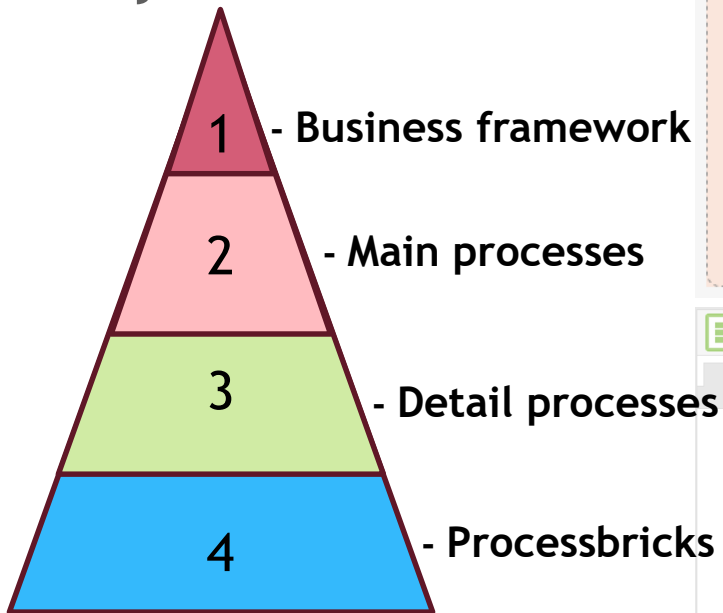 1 - Business framework
2 - Main processes
3 - Detail processes
4 - Processbricks